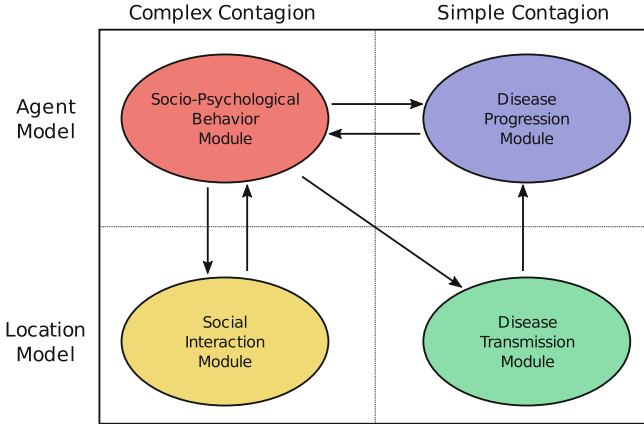 Complex Contagion
Simple Contagion
Agent
Model
Socio-Psychological
Behavior
Module
Disease
Progression
Module
Location
Model
Social
Interaction
Module
Disease
Transmission
Module